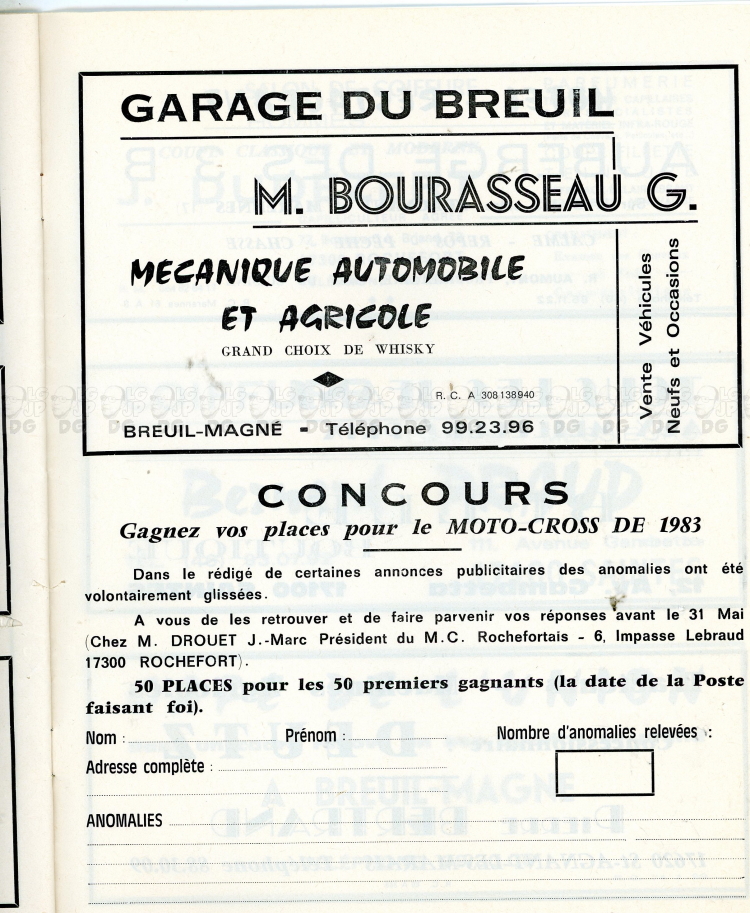 GARAGE DU BREUIL
M. BOURASSEAU G.
MECANIQUE AUTOMOBILE
ET AGRICOLE
GRAND CHOIX DE WHISKY
R. C. A 308138940
BREUIL-MAGNÉ - Téléphone 99.23.96
Vente Véhicules
Neufs et Occasions
CONCOURS
Gagnez vos places pour le MOTO-CROSS DE 1983
Dans le rédigé de certaines annonces publicitaires des anomalies ont été
volontairement glissées.
A vous de les retrouver et de faire parvenir vos réponses avant le 31 Mai
(Chez M. DROUET J.-Marc Président du M.C. Rochefortais - 6, Impasse Lebraud
17300 ROCHEFORT).
50 PLACES pour les 50 premiers gagnants (la date de la Poste
faisant foi).
Nom : Prénom : Nombre d'anomalies relevées :
Adresse complète :
ANOMALIES